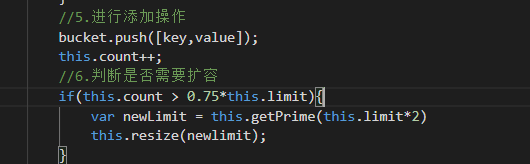 }
//5.进行添加操作
bucket.push([key,value]);
this.count++;
//6.判断是否需要扩容
if(this.count > 0.75*this.limit){
var newLimit = this.getPrime(this.limit*2)
this.resize(newlimit);
}